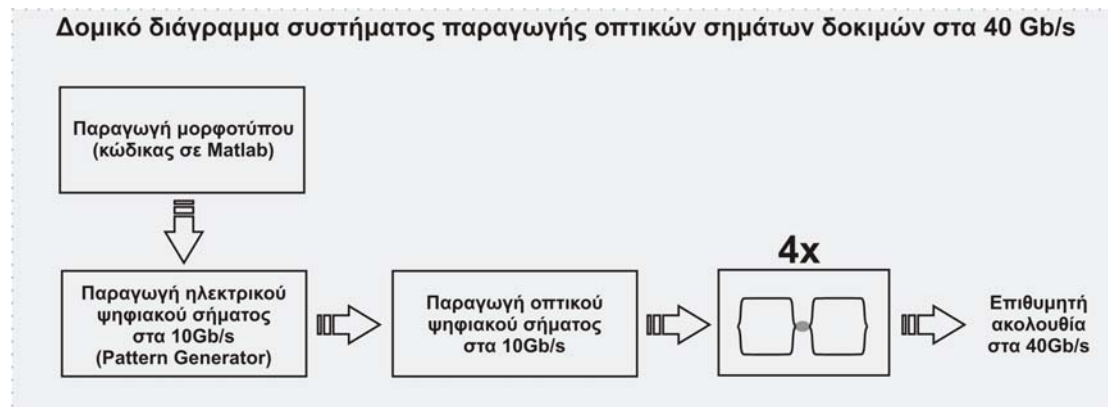 Δομικό διάγραμμα συστήματος παραγωγής οπτικών σημάτων δοκιμών στα 40 Gb/s
Παραγωγή μορφοτύπου
(κώδικας σε Matlab)
Παραγωγή ηλεκτρικού
ψηφιακού σήματος
στα 10Gb/s
(Pattern Generator)
Παραγωγή οπτικού
ψηφιακού σήματος
στα 10Gb/s
4x
Επιθυμητή
ακολουθία
στα 40Gb/s